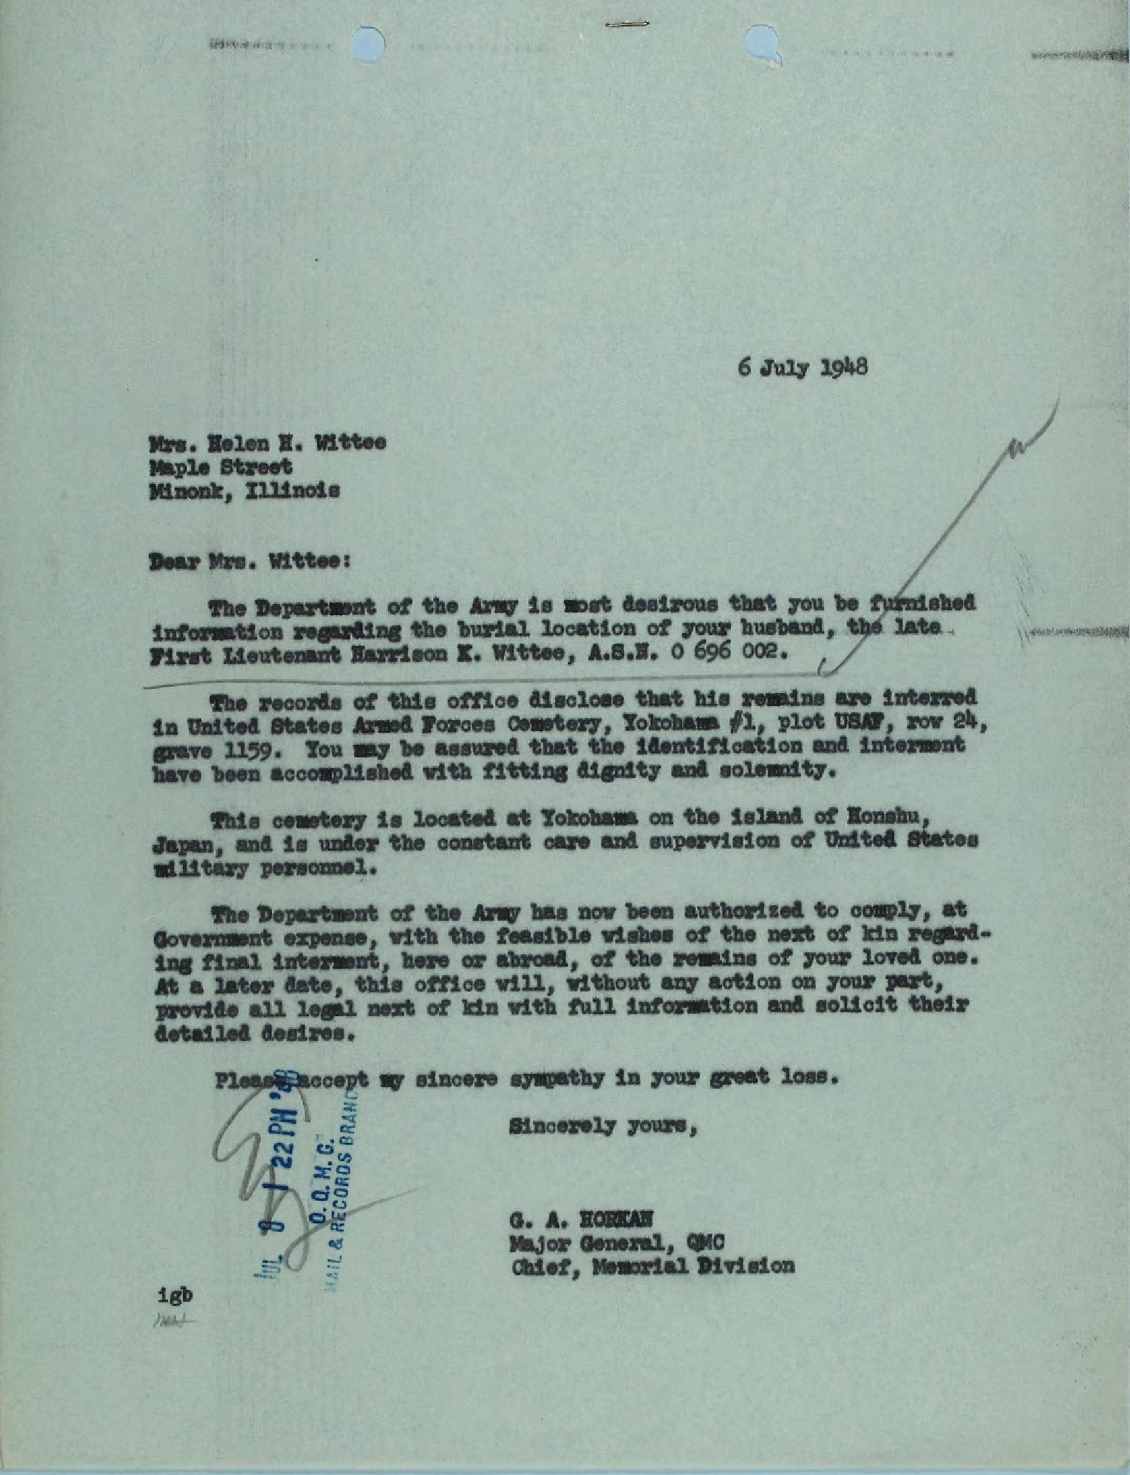 6 July 1948
Mrs. Helen H. Wittee
Maple Street
Minonk, Illinois
Dear Mrs. Wittee:
The Department of the Army is most desirous that you be furnished
information regarding the burial location of your husband, the late
First Lieutenant Harrison K. Wittee, A.S.N. O 696 002.
The records of this office disclose that his remains are interred
in United States Armed Forces Cemetery, Yokohama #1, plot USAF, row 24,
grave 1159. You may be assured that the identification and interment
have been accomplished with fitting dignity and solemnity.
This cemetery is located at Yokohama on the island of Honshu,
Japan, and is under the constant care and supervision of United States
military personnel.
The Department of the Army has now been authorized to comply, at
Government expense, with the feasible wishes of the next of kin regard-
ing final interment, here or abroad, of the remains of your loved one.
At a later date, this office will, without any action on your part,
provide all legal next of kin with full information and solicit their
detailed desires.
Please accept my sincere sympathy in your great loss.
Sincerely yours,
G. A. HORKAN
Major General, QMC
Chief, Memorial Division
JUL 8 1 22 PM '48
O.Q.M.G.
MAIL & RECORDS BRANC
igb